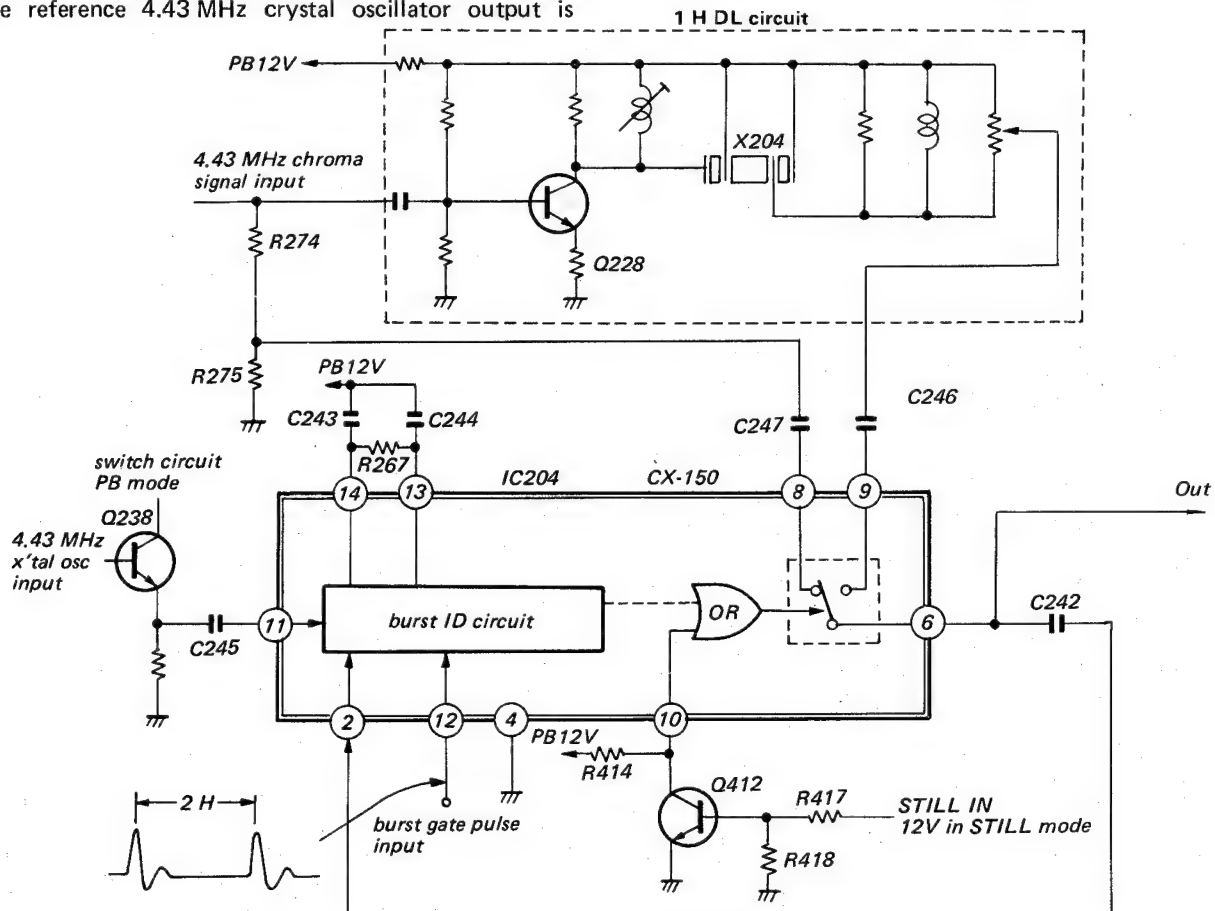 e reference 4.43 MHz crystal oscillator output is
1 H DL circuit
PB12V
X204
4.43 MHz chroma
signal input
R274
Q228
R275
PB12V
C243
C244
C247
C246
R267
switch circuit
PB mode
IC204
CX-150
14
13
8
9
Out
Q238
4.43 MHz
x'tal osc
input
burst ID circuit
OR
C242
11
6
C245
2
12
4
10
PB12V
R414
Q412
R417
STILL IN
12V in STILL mode
2 H
burst gate pulse
input
R418